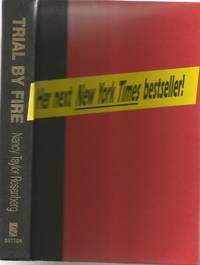 TRIAL BY FIRE
Nancy Taylor Rosenberg
DUTTON
Her next New York Times bestseller!